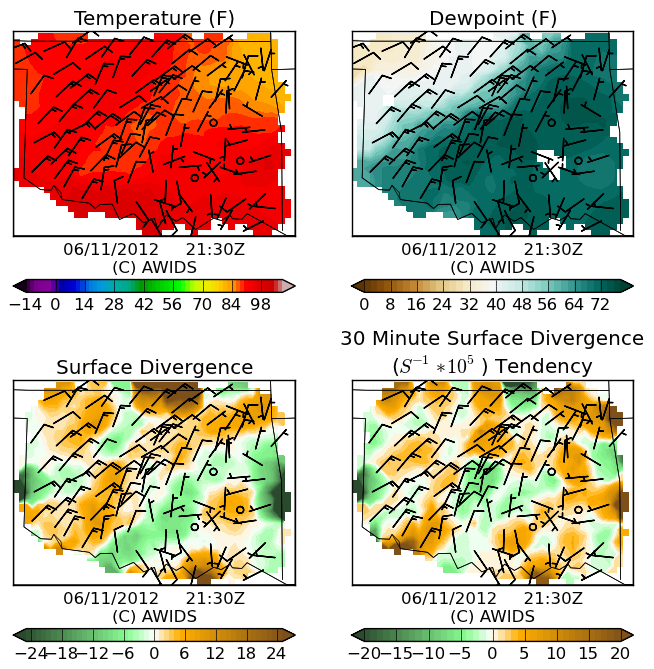 Temperature (F)
Dewpoint (F)
06/11/2012 21:30Z
(C) AWIDS
−14 0 14 28 42 56 70 84 98
06/11/2012 21:30Z
(C) AWIDS
0 8 16 24 32 40 48 56 64 72
Surface Divergence
30 Minute Surface Divergence
(S⁻¹ *10⁵ ) Tendency
06/11/2012 21:30Z
(C) AWIDS
−24 −18 −12 −6 0 6 12 18 24
06/11/2012 21:30Z
(C) AWIDS
−20 −15 −10 −5 0 5 10 15 20